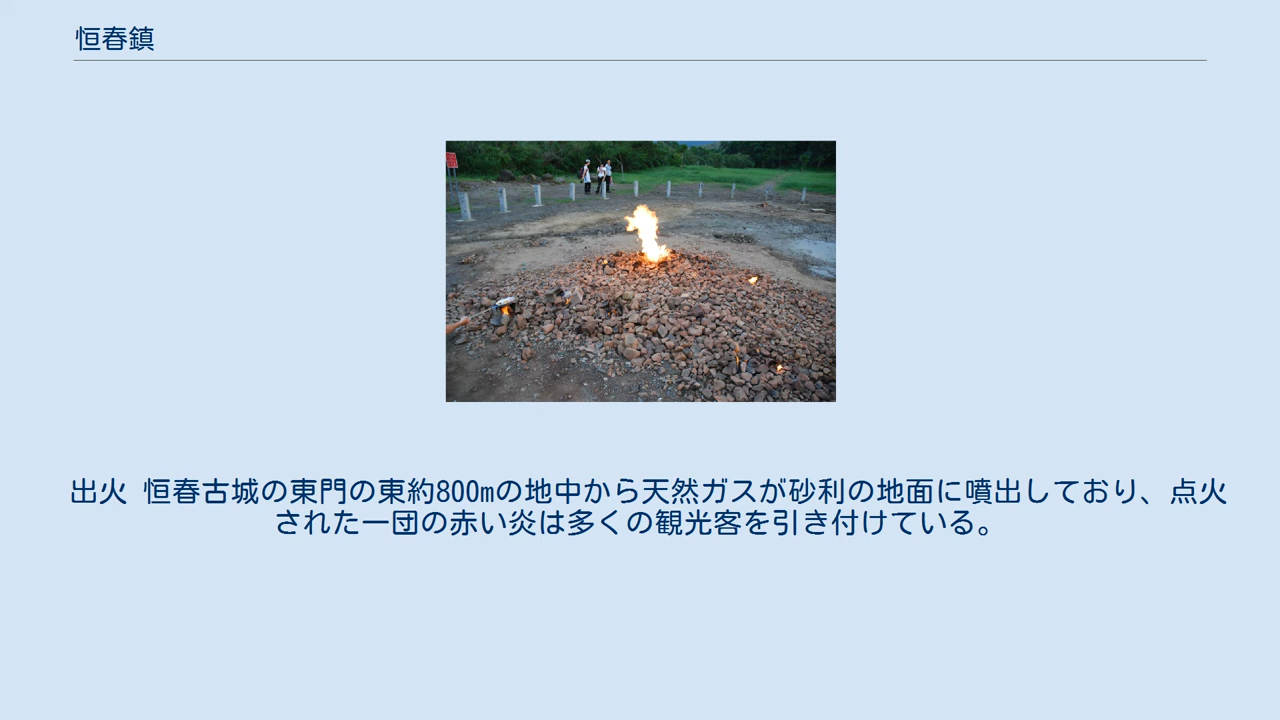 恒春鎮
出火 恒春古城の東門の東約800mの地中から天然ガスが砂利の地面に噴出しており、点火
された一団の赤い炎は多くの観光客を引き付けている。